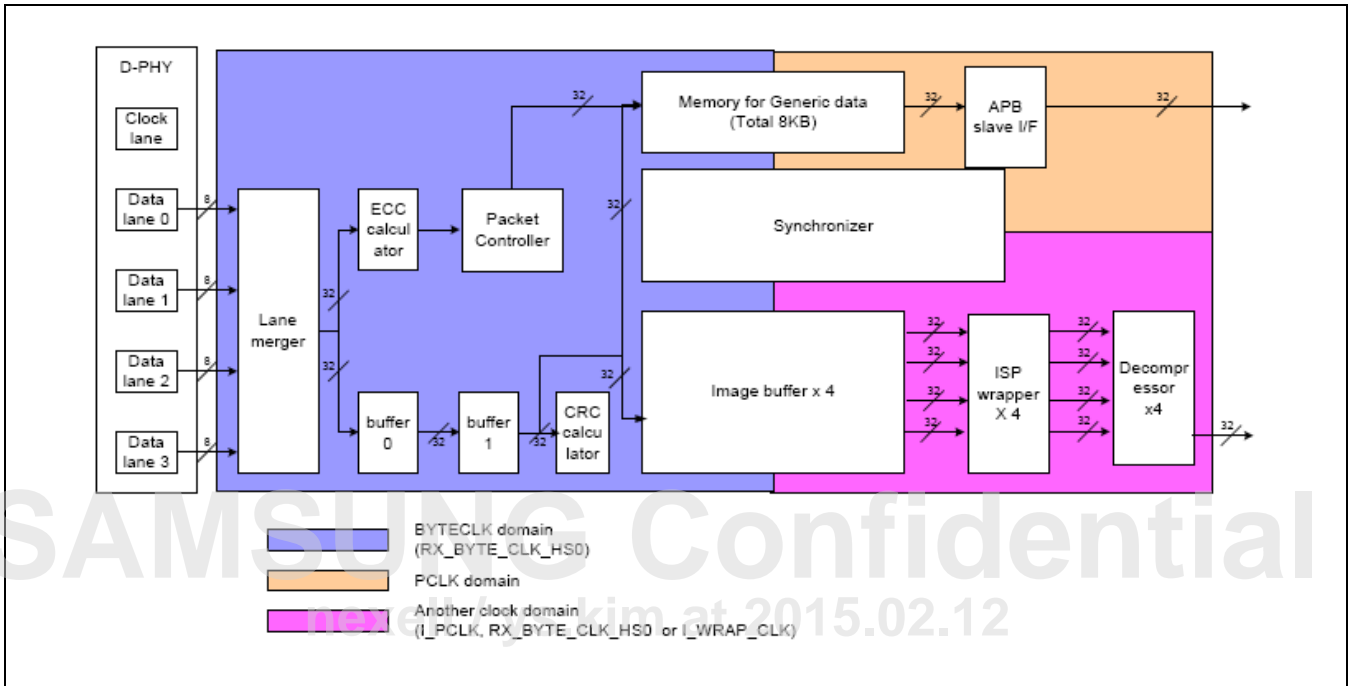 D-PHY
Clock
lane
Data
lane 0
Data
lane 1
Data
lane 2
Data
lane 3
8
8
8
8
Lane
merger
32
32
ECC
calcul
ator
Packet
Controller
buffer
0
32
buffer
1
32
CRC
calcu
lator
32
32
32
Memory for Generic data
(Total 8KB)
32
APB
slave I/F
32
Synchronizer
Image buffer x 4
32
32
32
32
ISP
wrapper
X 4
32
32
32
32
Decompr
essor
x4
32
BYTECLK domain
(RX_BYTE_CLK_HS0)
PCLK domain
Another clock domain
(I_PCLK, RX_BYTE_CLK_HS0 or I_WRAP_CLK)
SAMSUNG Confidential
nexell / ys.kim at 2015.02.12